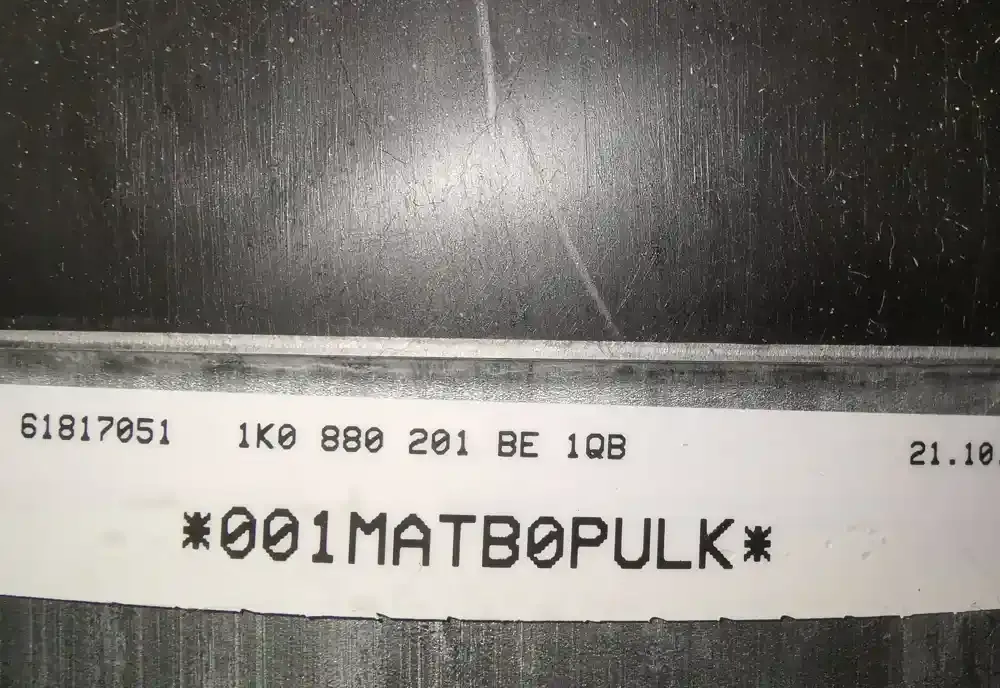 61817051 1K0 880 201 BE 1QB 21.10.
*001MATB0PULK*